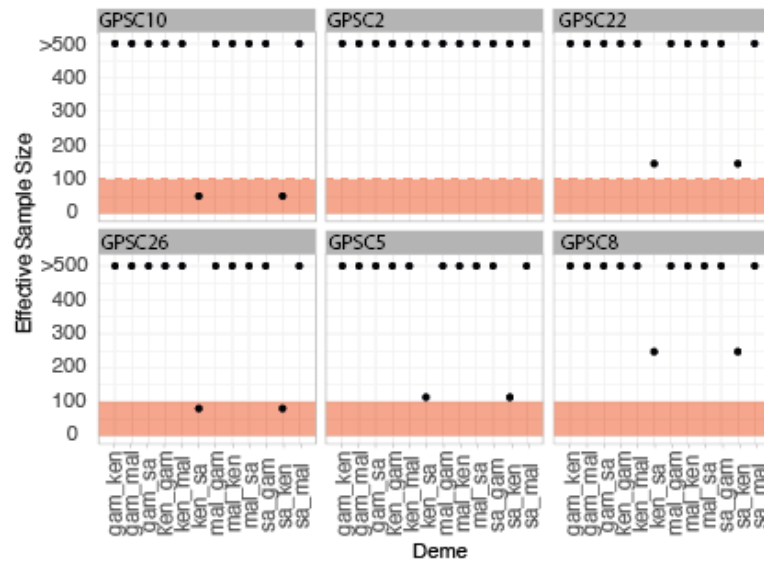 GPSC10 GPSC2 GPSC22
>500
400
300
200
100
0
GPSC26 GPSC5 GPSC8
>500
400
300
200
100
0
Effective Sample Size
gam_ken gam_mal gam_sa ken_gam ken_mal ken_sa mal_gam mal_ken mal_sa sa_gam sa_ken sa_mal
gam_ken gam_mal gam_sa ken_gam ken_mal ken_sa mal_gam mal_ken mal_sa sa_gam sa_ken sa_mal
gam_ken gam_mal gam_sa ken_gam ken_mal ken_sa mal_gam mal_ken mal_sa sa_gam sa_ken sa_mal
Deme